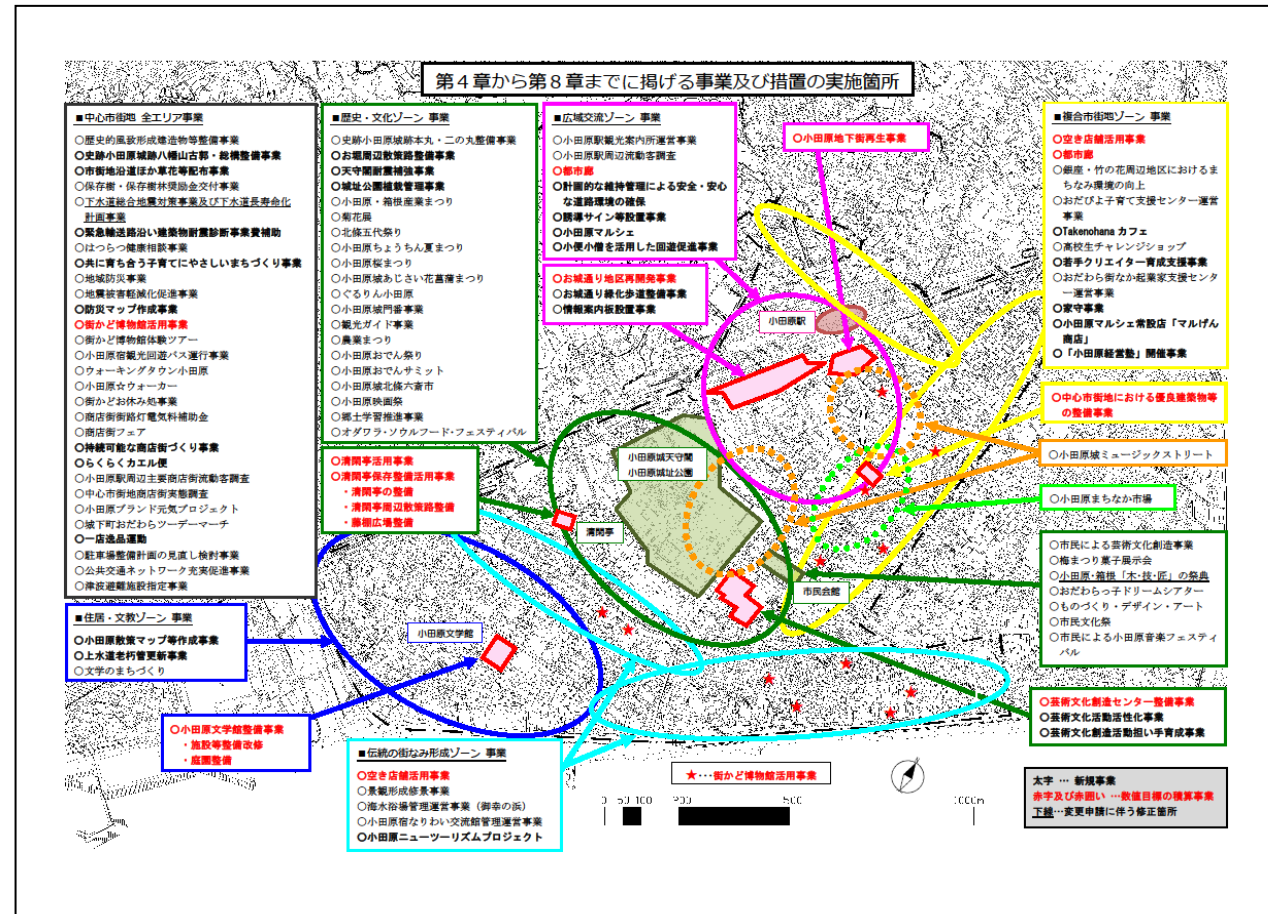 第４章から第８章までに掲げる事業及び措置の実施箇所
■中心市街地 全エリア事業
○歴史的風致形成建造物等整備事業
○史跡小田原城跡八幡山古郭・総構整備事業
○市街地沿道ほか草花等配布事業
○保存樹・保存樹林奨励金交付事業
○下水道総合地震対策事業及び下水道長寿命化
計画事業
○緊急輸送路沿い建築物耐震診断事業費補助
○はつらつ健康相談事業
○共に育ち合う子育てにやさしいまちづくり事業
○地域防災事業
○地震被害軽減化促進事業
○防災マップ作成事業
○街かど博物館活用事業
○街かど博物館体験ツアー
○小田原宿観光回遊バス運行事業
○ウォーキングタウン小田原
○小田原☆ウォーカー
○街かどお休み処事業
○商店街街路灯電気料補助金
○商店街フェア
○持続可能な商店街づくり事業
○らくらくカエル便
○小田原駅周辺主要商店街流動客調査
○中心市街地商店街実態調査
○小田原ブランド元気プロジェクト
○城下町おだわらツーデーマーチ
○一店逸品運動
○駐車場整備計画の見直し検討事業
○公共交通ネットワーク充実促進事業
○津波避難施設指定事業
■歴史・文化ゾーン 事業
○史跡小田原城跡本丸・二の丸整備事業
○お堀周辺散策路整備事業
○天守閣耐震補強事業
○城址公園植栽管理事業
○小田原・箱根産業まつり
○菊花展
○北條五代祭り
○小田原ちょうちん夏まつり
○小田原桜まつり
○小田原城あじさい花菖蒲まつり
○ぐるりん小田原
○小田原城門番事業
○観光ガイド事業
○農業まつり
○小田原おでん祭り
○小田原おでんサミット
○小田原城北條六斎市
○小田原映画祭
○郷土学習推進事業
○オダワラ・ソウルフード・フェスティバル
■広域交流ゾーン 事業
○小田原駅観光案内所運営事業
○小田原駅周辺流動客調査
○都市廊
○計画的な維持管理による安全・安心
な道路環境の確保
○誘導サイン等設置事業
○小田原マルシェ
○小便小僧を活用した回遊促進事業
○小田原地下街再生事業
○お城通り地区再開発事業
○お城通り緑化歩道整備事業
○情報案内板設置事業
■複合市街地ゾーン 事業
○空き店舗活用事業
○都市廊
○銀座・竹の花周辺地区におけるま
ちなみ環境の向上
○おだぴよ子育て支援センター運営
事業
○Takenohana カフェ
○高校生チャレンジショップ
○若手クリエイター育成支援事業
○おだわら街なか起業家支援センタ
ー運営事業
○家守事業
○小田原マルシェ常設店「マルげん
商店」
○「小田原経営塾」開催事業
○中心市街地における優良建築物等
の整備事業
○小田原城ミュージックストリート
○小田原まちなか市場
○市民による芸術文化創造事業
○梅まつり菓子展示会
○小田原・箱根「木・技・匠」の祭典
○おだわらっ子ドリームシアター
○ものづくり・デザイン・アート
○市民文化祭
○市民による小田原音楽フェスティ
バル
○芸術文化創造センター整備事業
○芸術文化活動活性化事業
○芸術文化創造活動担い手育成事業
○清閑亭活用事業
○清閑亭保存整備活用事業
・清閑亭の整備
・清閑亭周辺散策路整備
・藤棚広場整備
小田原駅
小田原城天守閣
小田原城址公園
清閑亭
市民会館
小田原文学館
■住居・文教ゾーン 事業
○小田原散策マップ等作成事業
○上水道老朽管更新事業
○文学のまちづくり
○小田原文学館整備事業
・施設等整備改修
・庭園整備
■伝統の街なみ形成ゾーン 事業
○空き店舗活用事業
○景観形成修景事業
○海水浴場管理運営事業（御幸の浜）
○小田原宿なりわい交流館管理運営事業
○小田原ニューツーリズムプロジェクト
★･･･街かど博物館活用事業
0 50 100 200 500 1000m
太字 … 新規事業
赤字及び赤囲い …数値目標の積算事業
下線…変更申請に伴う修正箇所